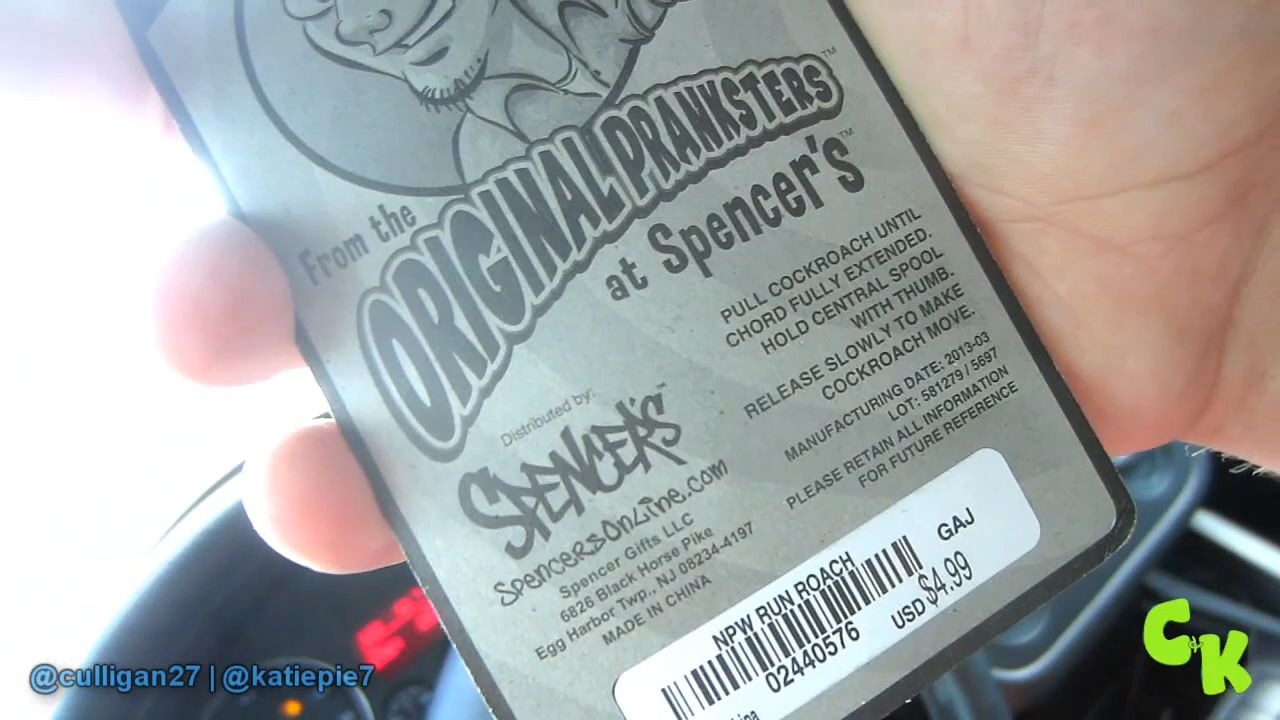 From the
ORIGINAL PRANKSTERS™
at Spencer's™
PULL COCKROACH UNTIL
CHORD FULLY EXTENDED.
HOLD CENTRAL SPOOL
WITH THUMB.
RELEASE SLOWLY TO MAKE
COCKROACH MOVE.
MANUFACTURING DATE: 2013-03
LOT: 581279 / 5697
PLEASE RETAIN ALL INFORMATION
FOR FUTURE REFERENCE
Distributed by:
SPENCER'S™
SPENCERSONLINE.COM
Spencer Gifts LLC
6826 Black Horse Pike
Egg Harbor Twp., NJ 08234-4197
MADE IN CHINA
GAJ
NPW RUN ROACH
02440576
USD $4.99
@culligan27 | @katiepie7
C & K